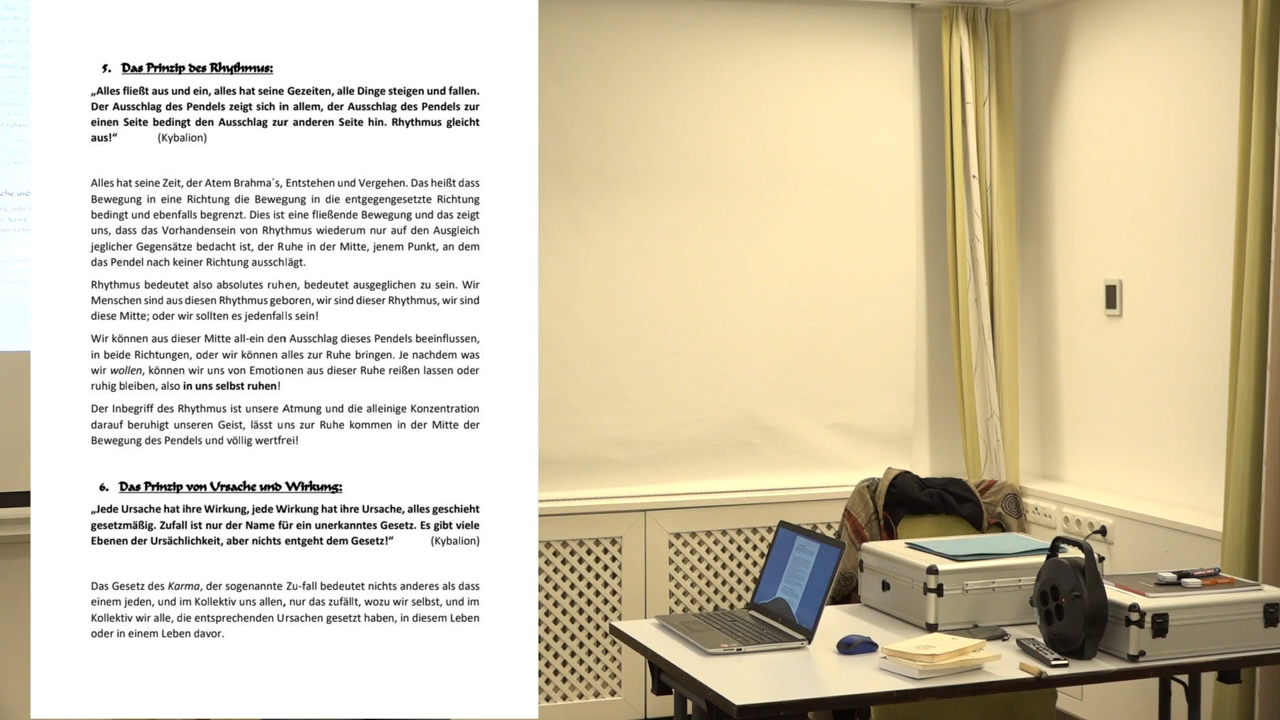 5. Das Prinzip des Rhythmus:
„Alles fließt aus und ein, alles hat seine Gezeiten, alle Dinge steigen und fallen.
Der Ausschlag des Pendels zeigt sich in allem, der Ausschlag des Pendels zur
einen Seite bedingt den Ausschlag zur anderen Seite hin. Rhythmus gleicht
aus!“ (Kybalion)
Alles hat seine Zeit, der Atem Brahma´s, Entstehen und Vergehen. Das heißt dass
Bewegung in eine Richtung die Bewegung in die entgegengesetzte Richtung
bedingt und ebenfalls begrenzt. Dies ist eine fließende Bewegung und das zeigt
uns, dass das Vorhandensein von Rhythmus wiederum nur auf den Ausgleich
jeglicher Gegensätze bedacht ist, der Ruhe in der Mitte, jenem Punkt, an dem
das Pendel nach keiner Richtung ausschlägt.
Rhythmus bedeutet also absolutes ruhen, bedeutet ausgeglichen zu sein. Wir
Menschen sind aus diesen Rhythmus geboren, wir sind dieser Rhythmus, wir sind
diese Mitte; oder wir sollten es jedenfalls sein!
Wir können aus dieser Mitte all-ein den Ausschlag dieses Pendels beeinflussen,
in beide Richtungen, oder wir können alles zur Ruhe bringen. Je nachdem was
wir wollen, können wir uns von Emotionen aus dieser Ruhe reißen lassen oder
ruhig bleiben, also in uns selbst ruhen!
Der Inbegriff des Rhythmus ist unsere Atmung und die alleinige Konzentration
darauf beruhigt unseren Geist, lässt uns zur Ruhe kommen in der Mitte der
Bewegung des Pendels und völlig wertfrei!
6. Das Prinzip von Ursache und Wirkung:
„Jede Ursache hat ihre Wirkung, jede Wirkung hat ihre Ursache, alles geschieht
gesetzmäßig. Zufall ist nur der Name für ein unerkanntes Gesetz. Es gibt viele
Ebenen der Ursächlichkeit, aber nichts entgeht dem Gesetz!“ (Kybalion)
Das Gesetz des Karma, der sogenannte Zu-fall bedeutet nichts anderes als dass
einem jeden, und im Kollektiv uns allen, nur das zufällt, wozu wir selbst, und im
Kollektiv wir alle, die entsprechenden Ursachen gesetzt haben, in diesem Leben
oder in einem Leben davor.